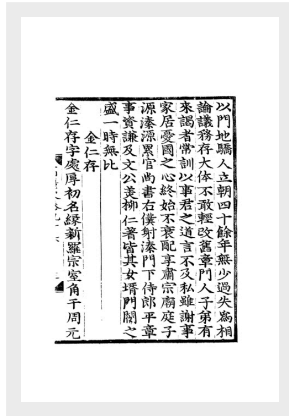 以門地驕人立朝四十餘年無少過失爲相
論議務存大体不敢輕改舊章門人子弟有
來謁者常訓以事君之道言不及私雖謝事
家居憂國之心終始不衰配享肅宗廟庭子
源溱源累官尚書右僕射溱門下侍郎平章
事資謙及文公美柳仁著皆其女壻門閥之
盛一時無比
金仁存
金仁存字處厚初名緣新羅宗室角干周元